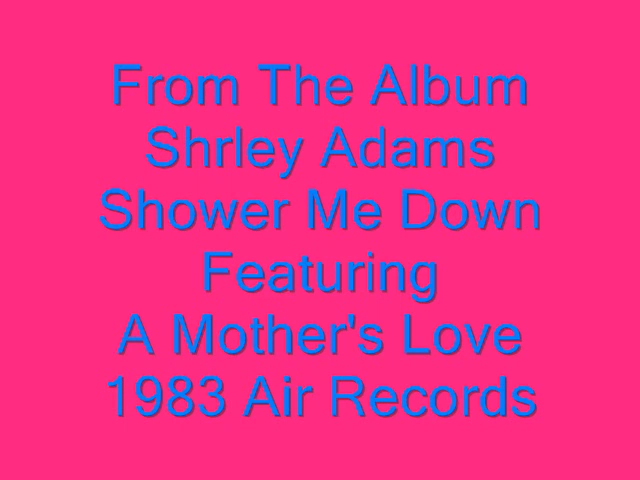 From The Album
Shrley Adams
Shower Me Down
Featuring
A Mother's Love
1983 Air Records